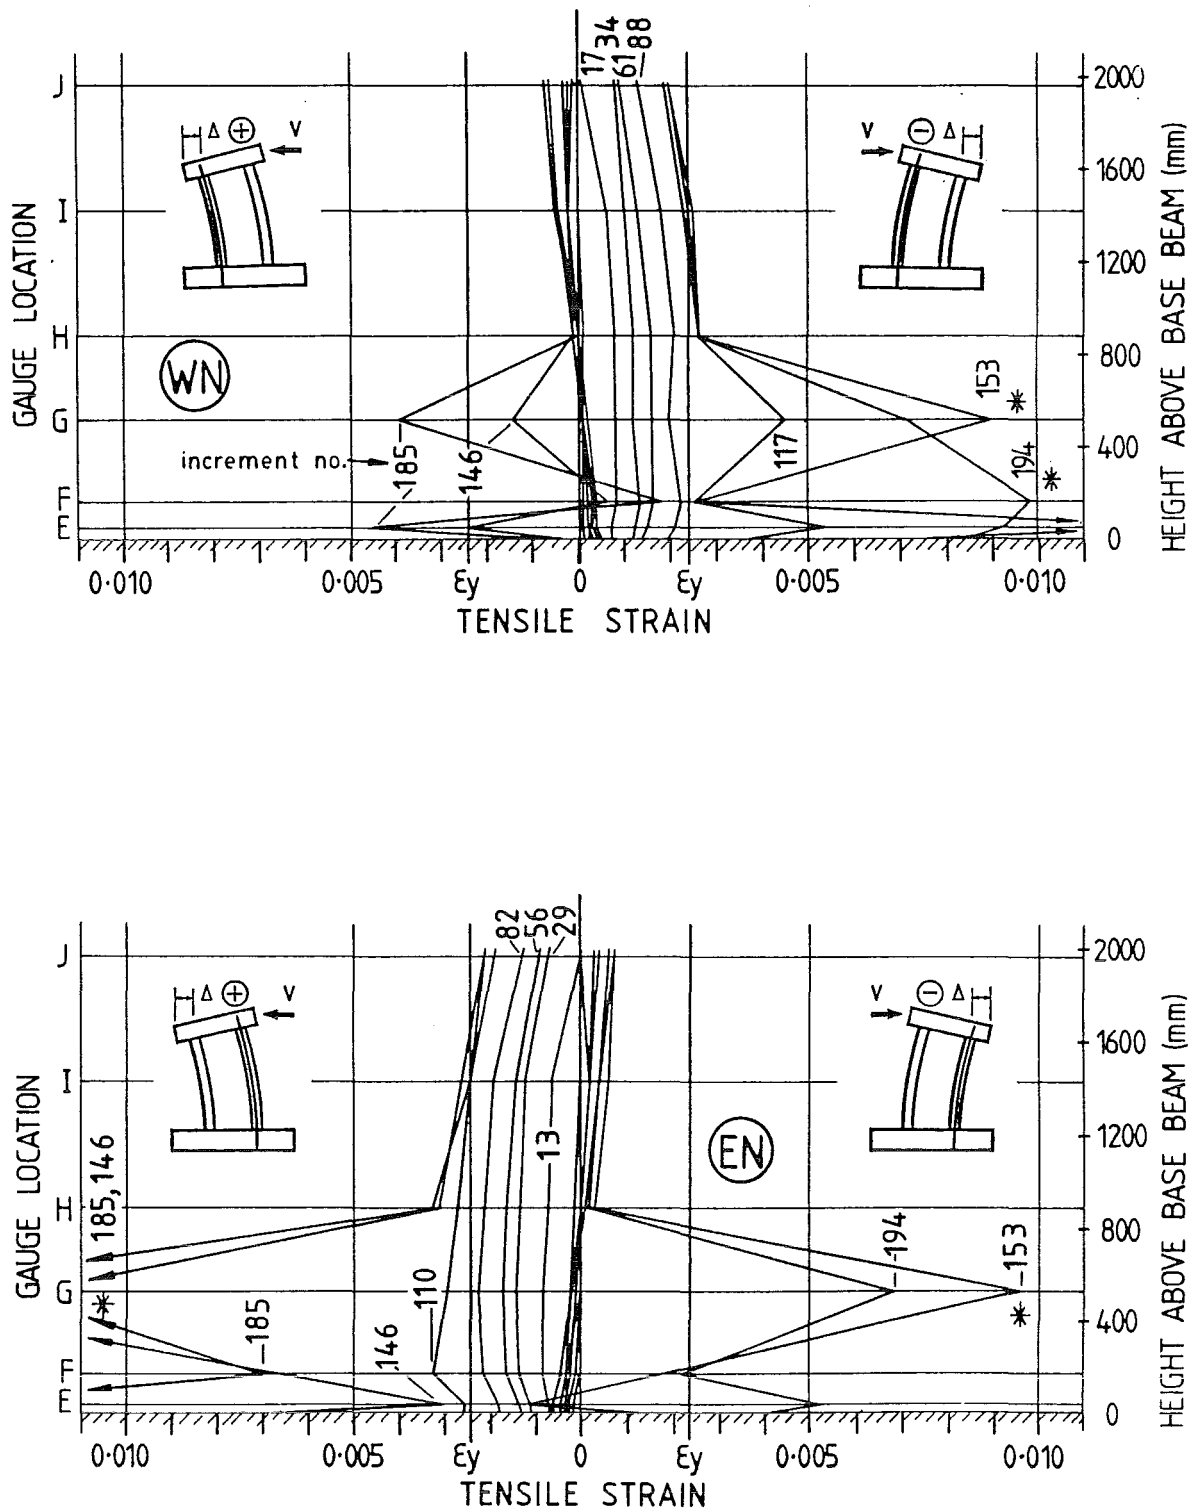 17
34
61
88
J
2000
Δ ⊕ V
V ⊖ Δ
1600
I
1200
GAUGE LOCATION
HEIGHT ABOVE BASE BEAM (mm)
H
800
WN
153
*
G
400
increment no.
185
146
117
194
*
F
E
0
0·010
0·005
εy
0
εy
0·005
0·010
TENSILE STRAIN
82
56
29
J
2000
Δ ⊕ V
V ⊖ Δ
1600
I
1200
13
EN
GAUGE LOCATION
HEIGHT ABOVE BASE BEAM (mm)
185, 146
H
800
194
153
G
*
*
400
110
185
146
F
E
0
0·010
0·005
εy
0
εy
0·005
0·010
TENSILE STRAIN